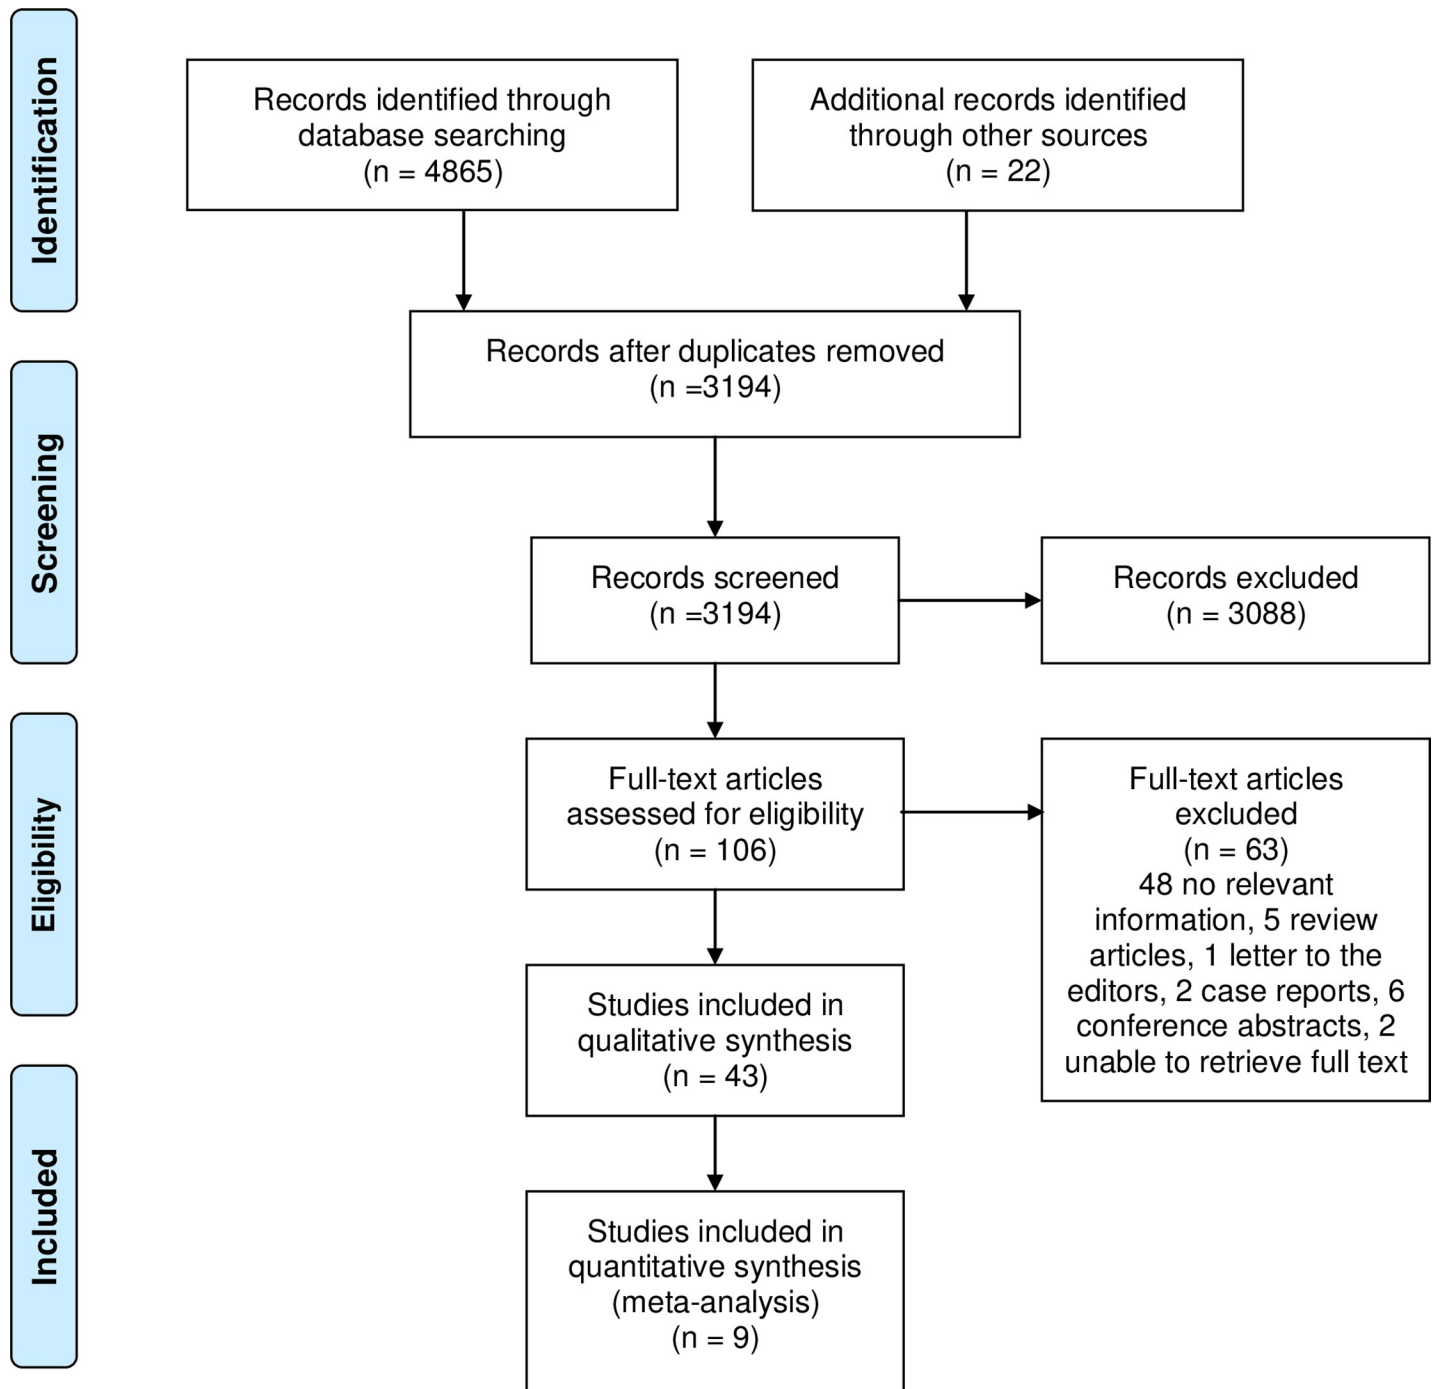 Identification
Records identified through
database searching
(n = 4865)
Additional records identified
through other sources
(n = 22)
Records after duplicates removed
(n =3194)
Screening
Records screened
(n =3194)
Records excluded
(n = 3088)
Eligibility
Full-text articles
assessed for eligibility
(n = 106)
Full-text articles
excluded
(n = 63)
48 no relevant
information, 5 review
articles, 1 letter to the
editors, 2 case reports, 6
conference abstracts, 2
unable to retrieve full text
Studies included in
qualitative synthesis
(n = 43)
Included
Studies included in
quantitative synthesis
(meta-analysis)
(n = 9)